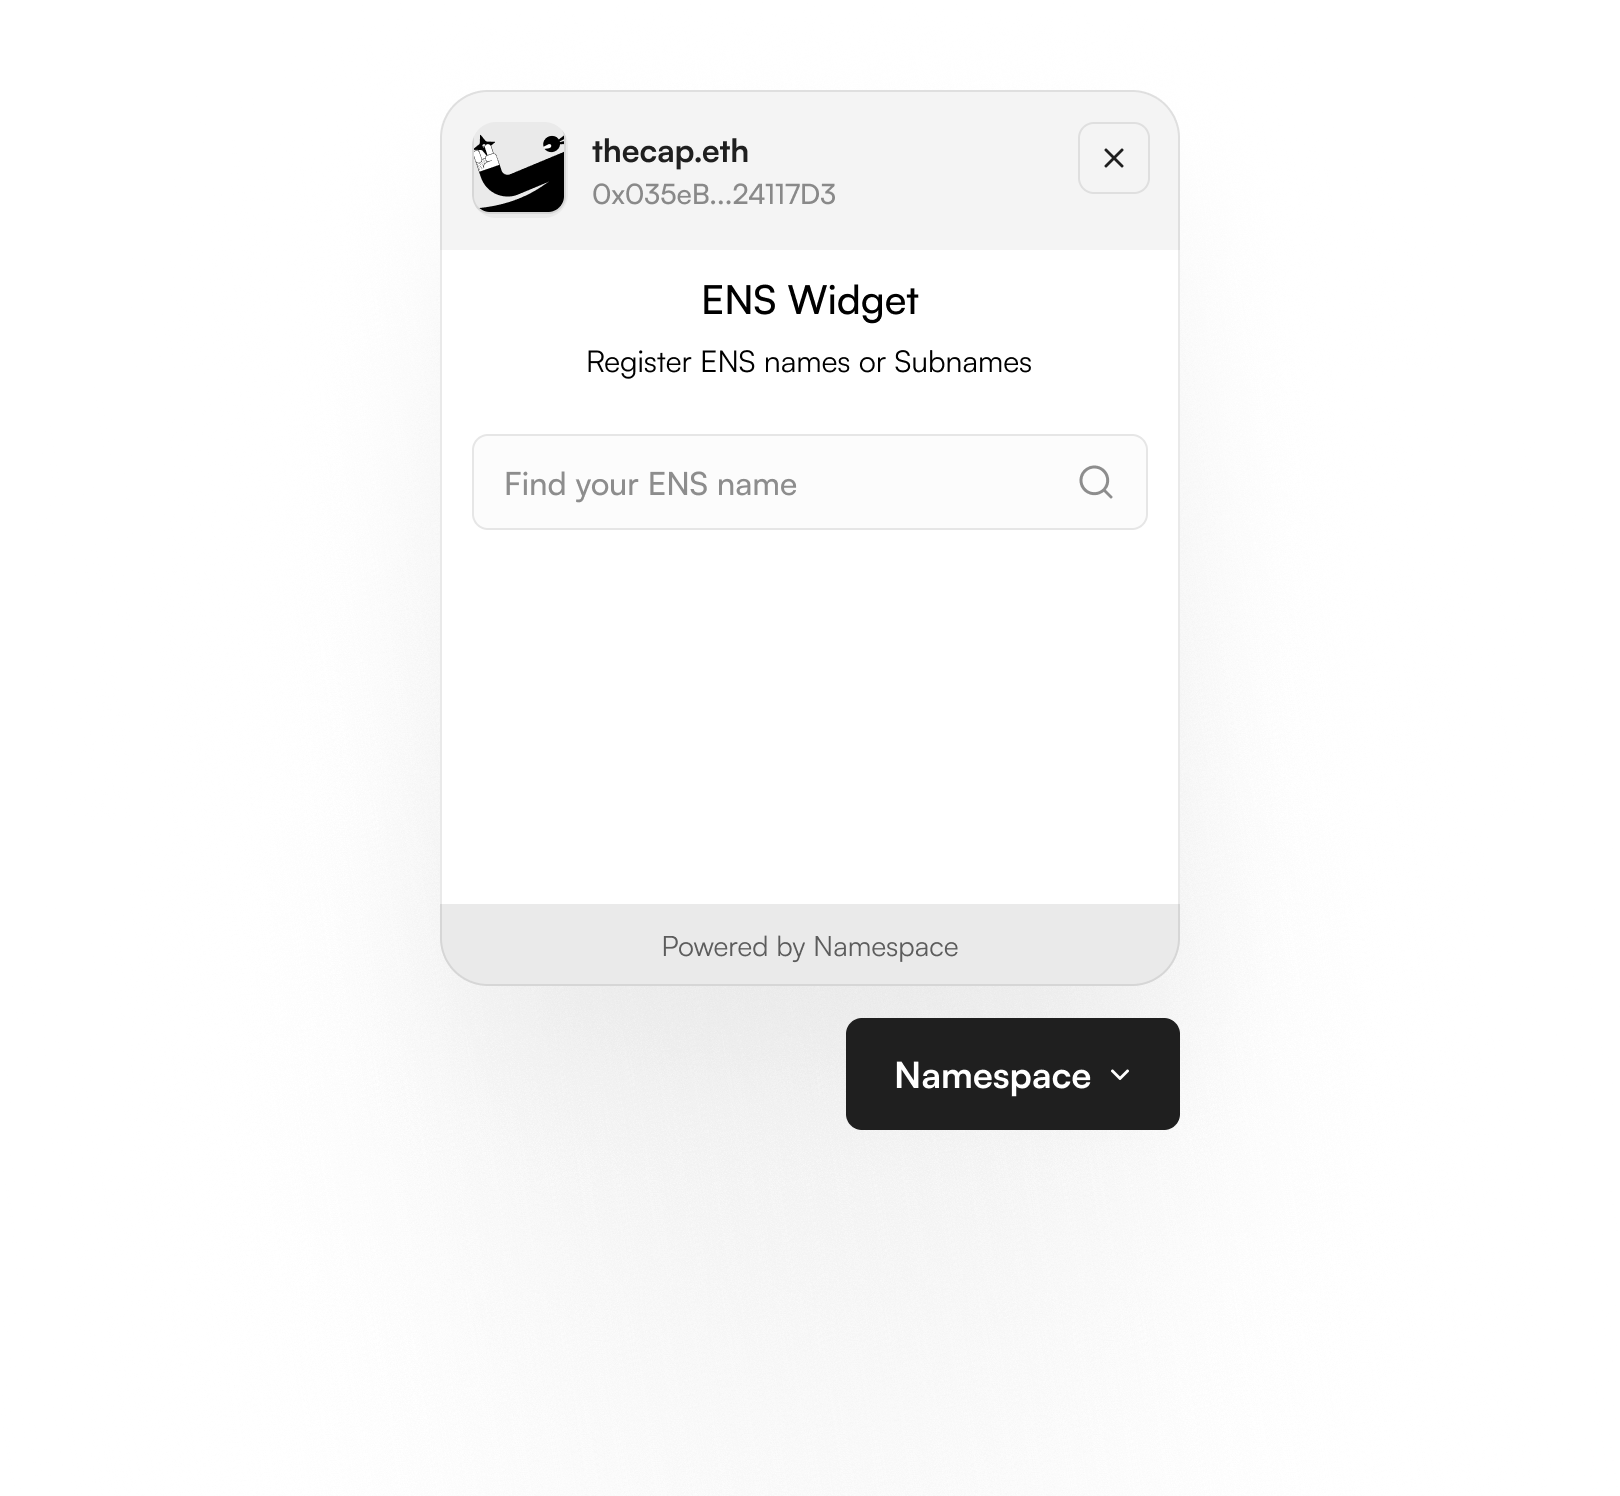 thecap.eth
0x035eB...24117D3
ENS Widget
Register ENS names or Subnames
Find your ENS name
Powered by Namespace
Namespace